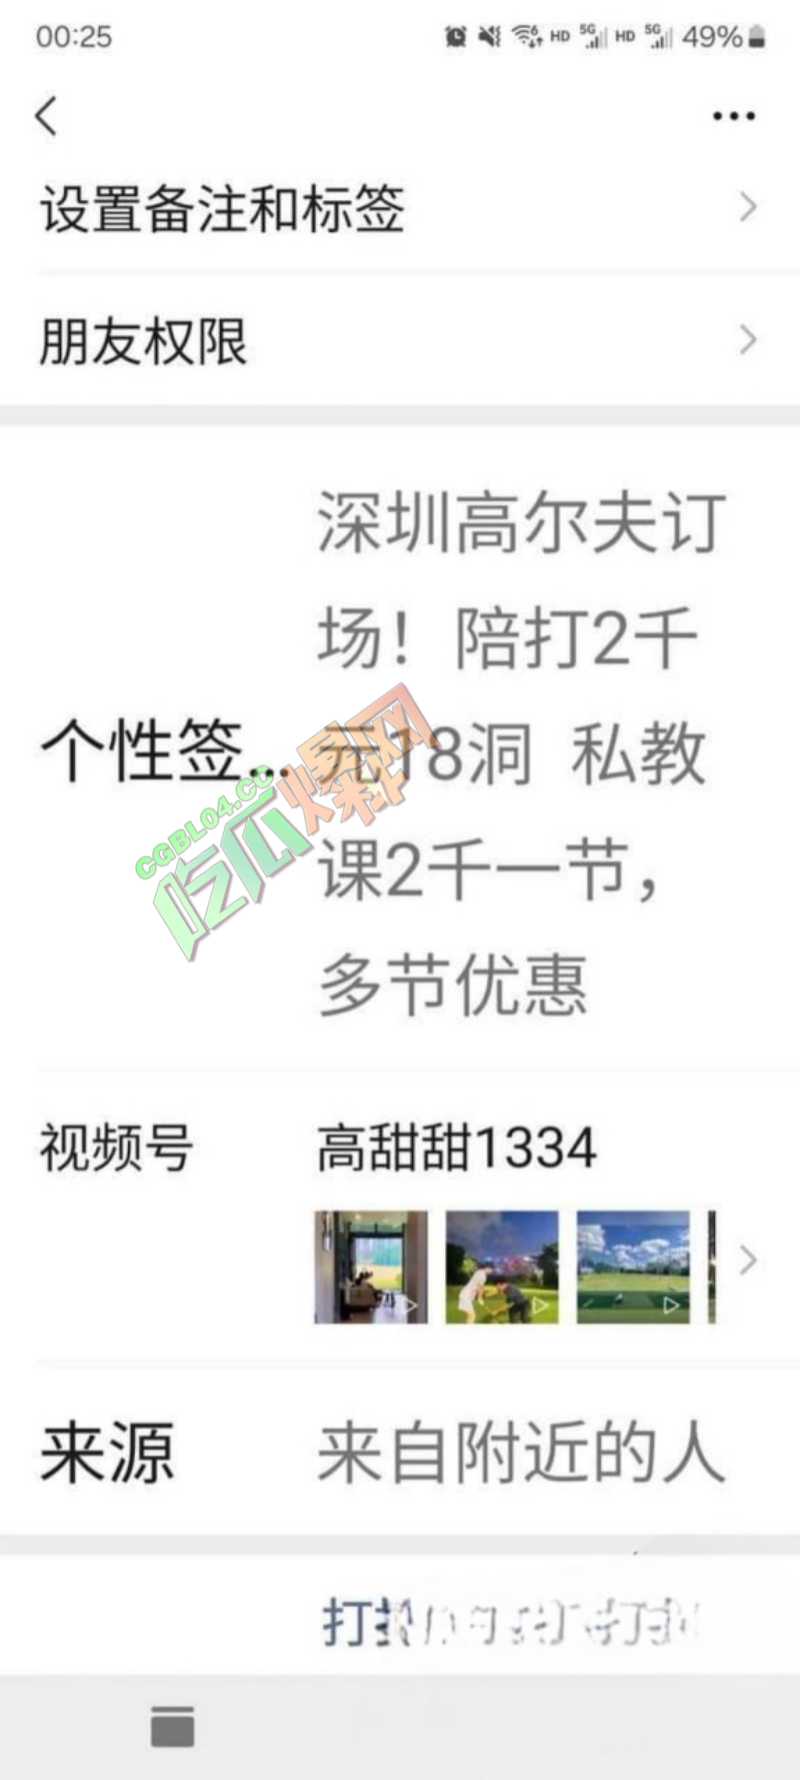 00:25
HD 5G HD 5G 49%
设置备注和标签
朋友权限
深圳高尔夫订
场！陪打2千
个性签... 元18洞 私教
CGBL04.CC
吃瓜爆料网
课2千一节，
多节优惠
视频号 高甜甜1334
来源 来自附近的人
打招